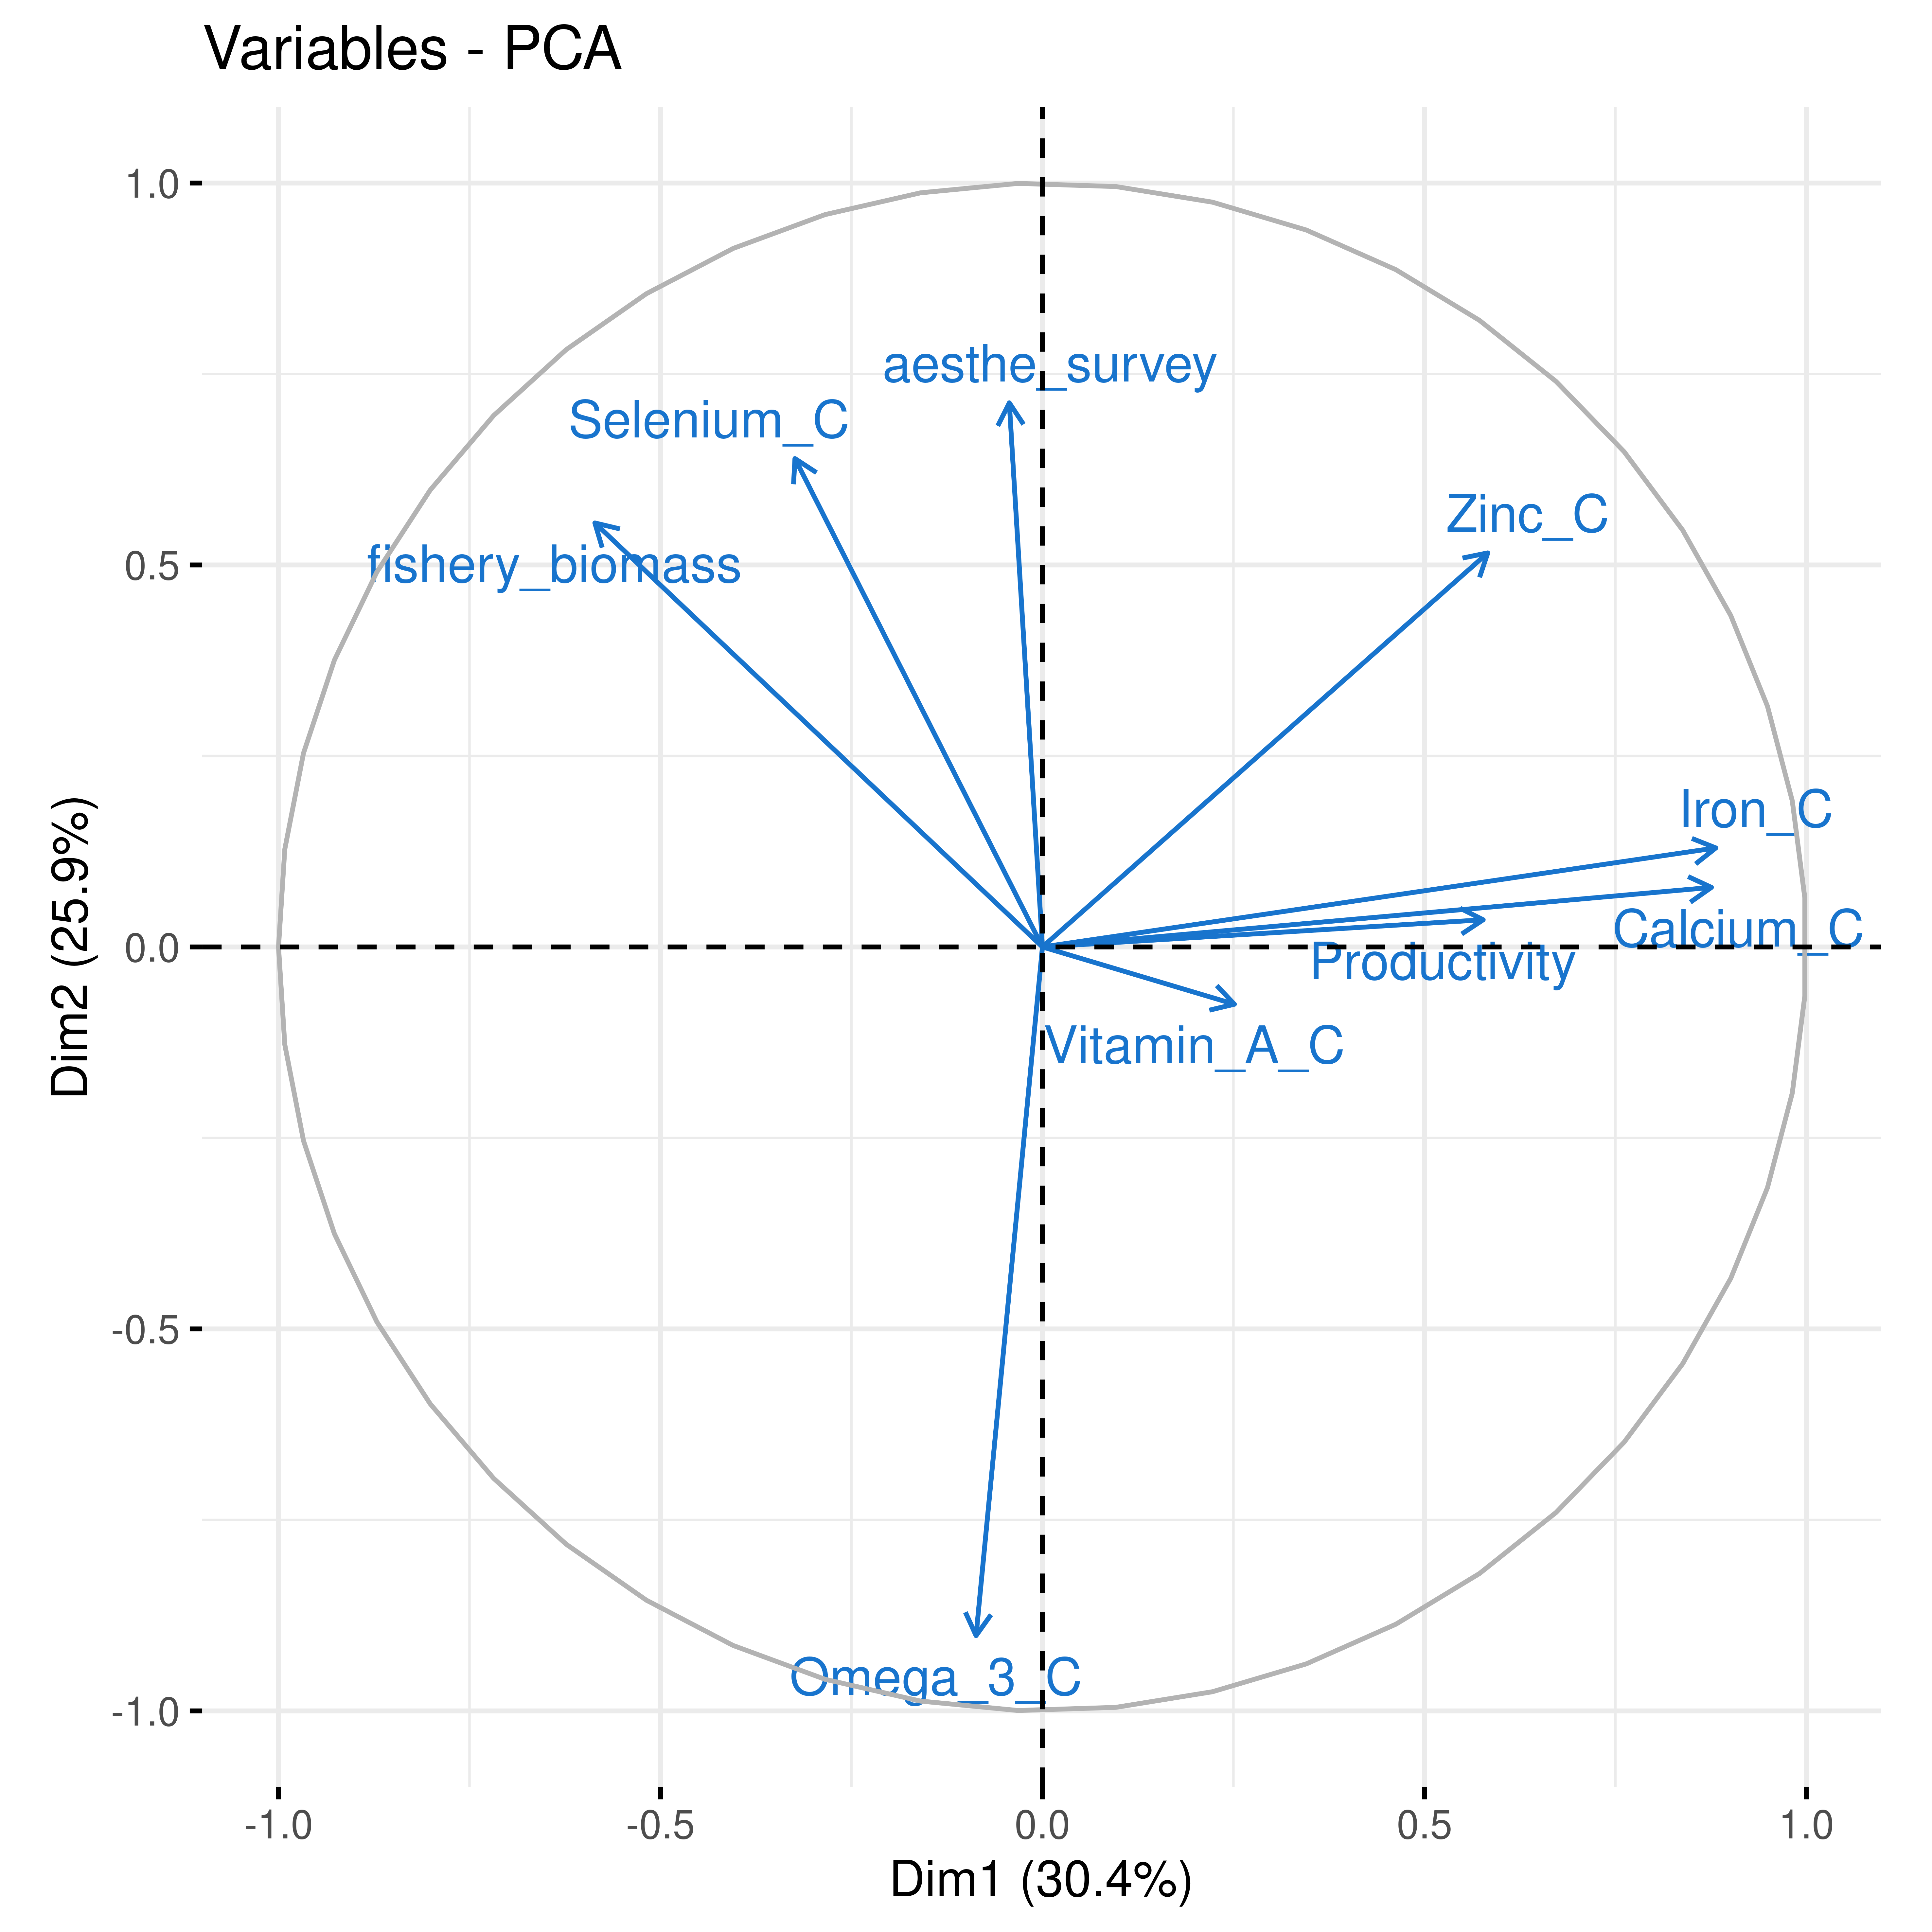 Variables - PCA
1.0
0.5
0.0
-0.5
-1.0
Dim2 (25.9%)
aesthe_survey
Selenium_C
Zinc_C
fishery_biomass
Iron_C
Calcium_C
Productivity
Vitamin_A_C
Omega_3_C
-1.0 -0.5 0.0 0.5 1.0
Dim1 (30.4%)